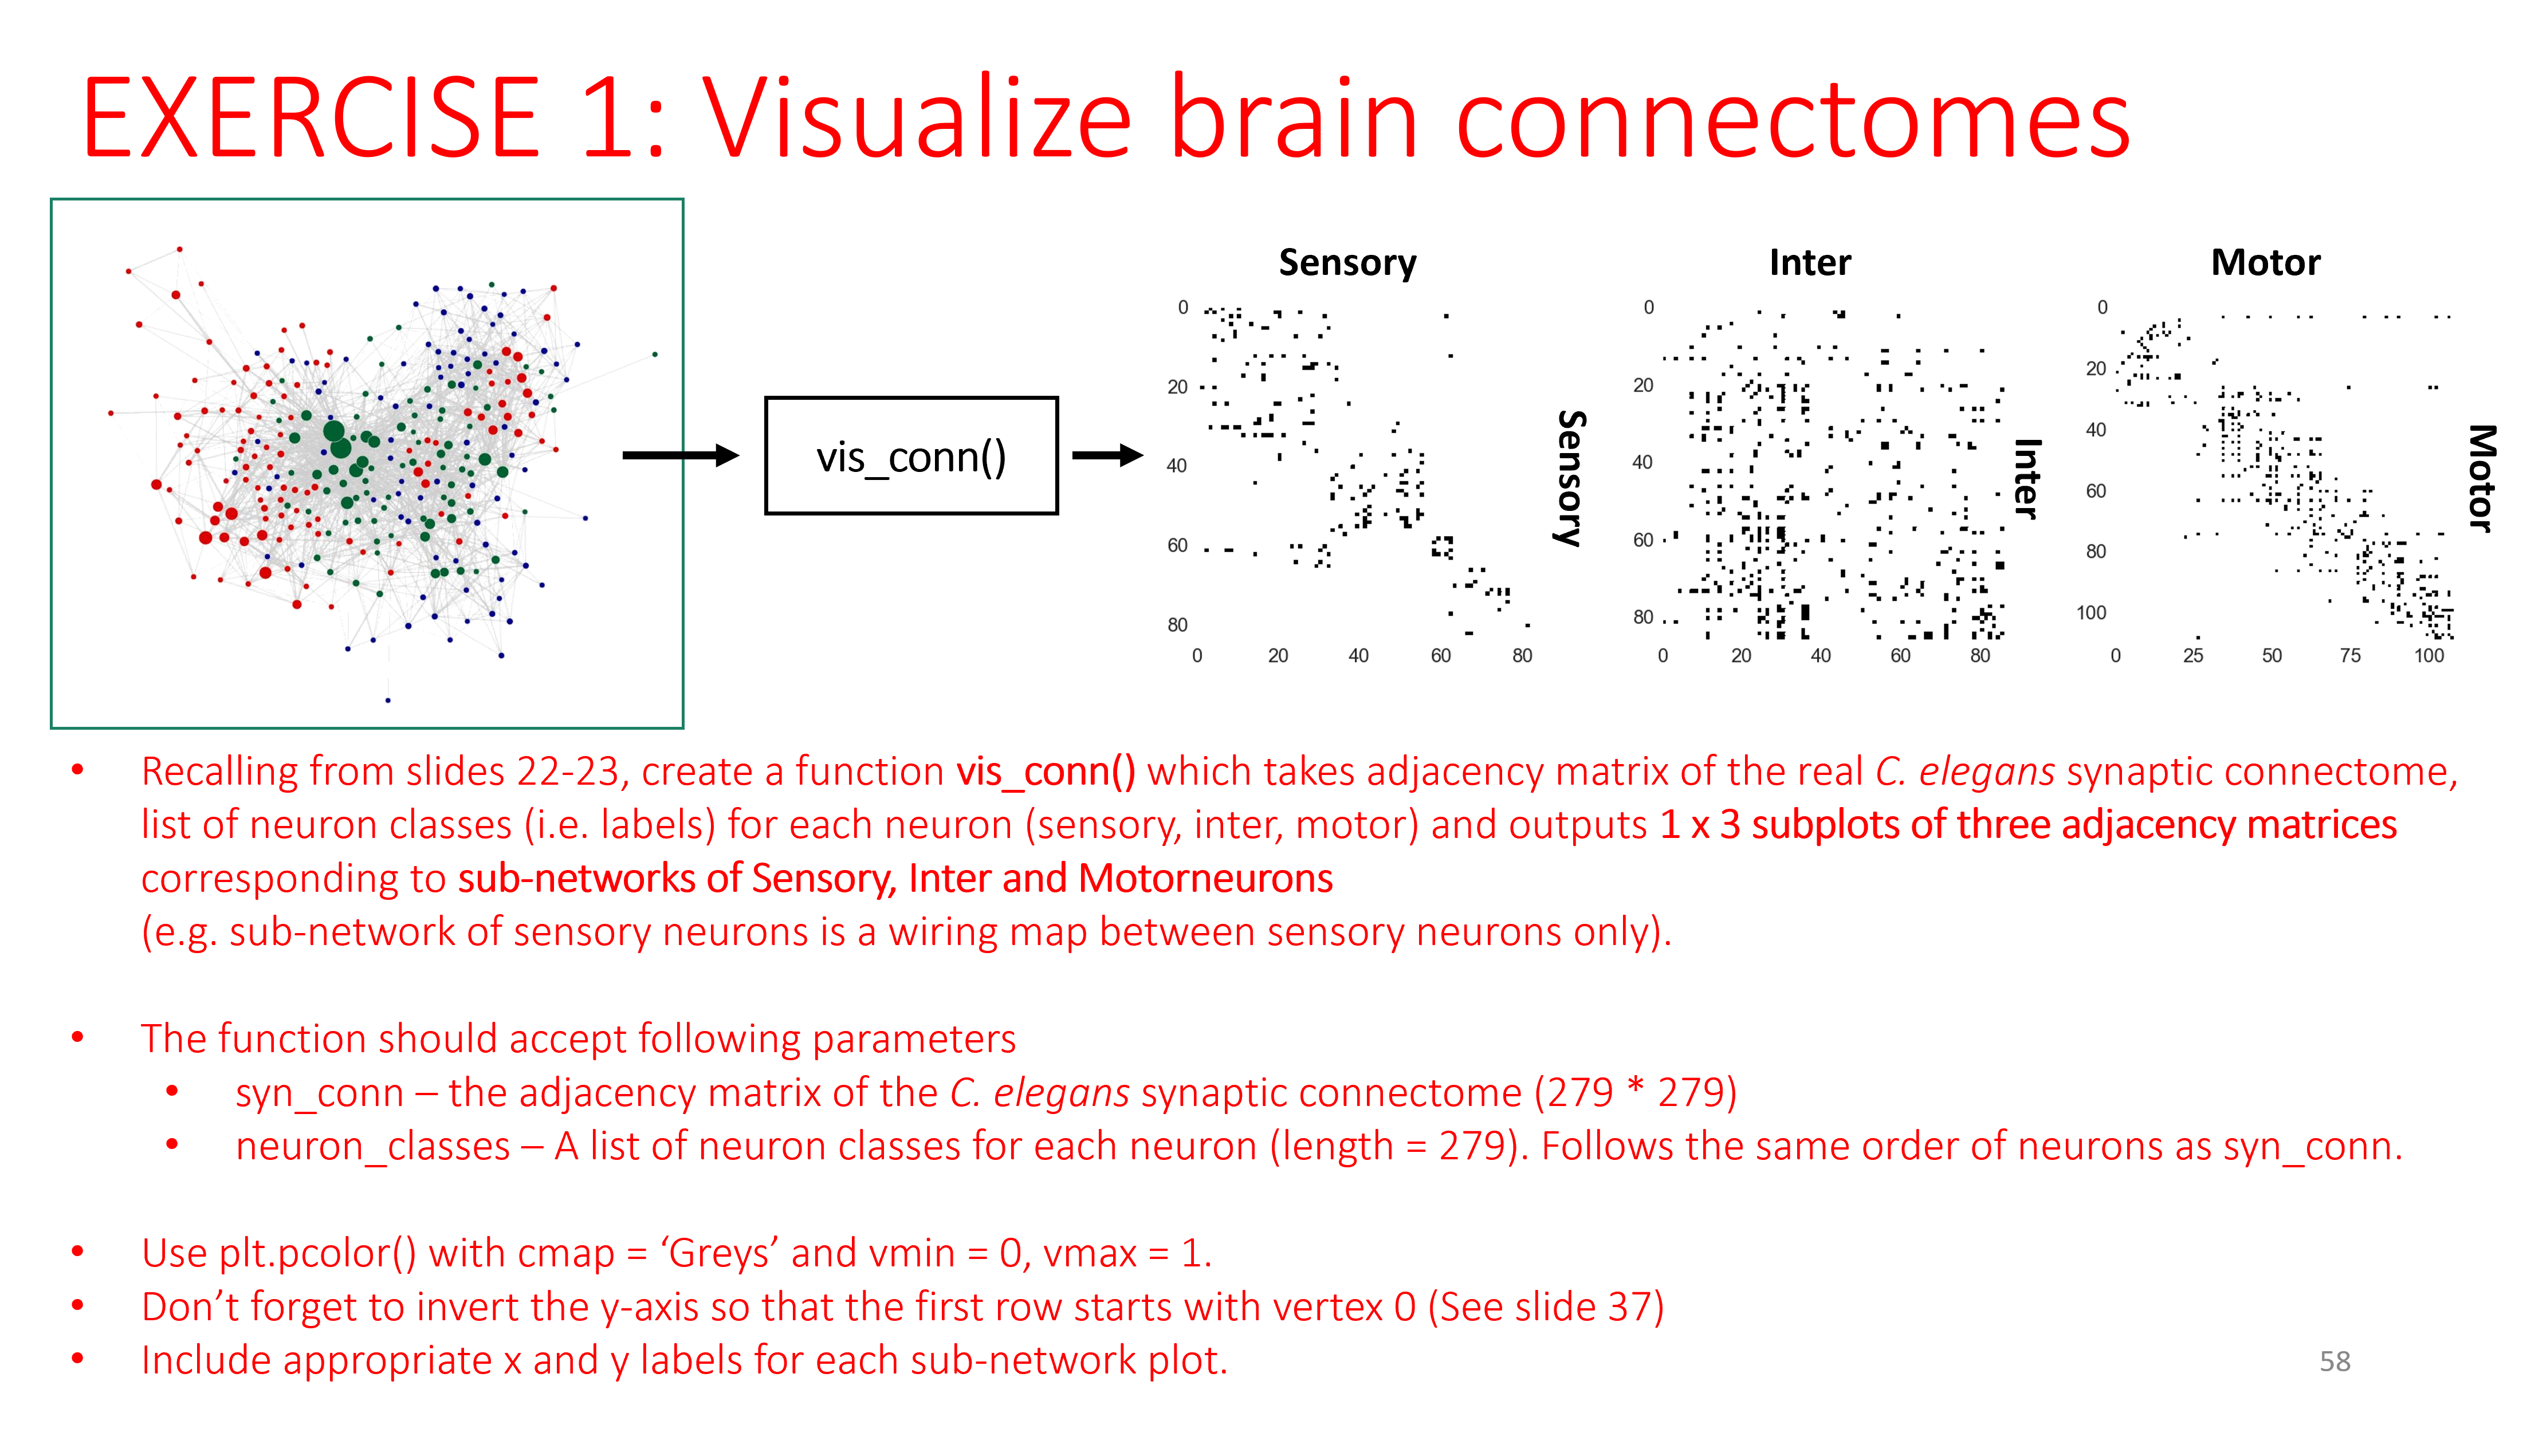 EXERCISE 1: Visualize brain connectomes
vis_conn()
Sensory
0
20
40
60
80
0 20 40 60 80
Sensory
Inter
0
20
40
60
80
0 20 40 60 80
Inter
Motor
0
20
40
60
80
100
0 25 50 75 100
Motor
• Recalling from slides 22-23, create a function vis_conn() which takes adjacency matrix of the real C. elegans synaptic connectome,
list of neuron classes (i.e. labels) for each neuron (sensory, inter, motor) and outputs 1 x 3 subplots of three adjacency matrices
corresponding to sub-networks of Sensory, Inter and Motorneurons
(e.g. sub-network of sensory neurons is a wiring map between sensory neurons only).
• The function should accept following parameters
• syn_conn – the adjacency matrix of the C. elegans synaptic connectome (279 * 279)
• neuron_classes – A list of neuron classes for each neuron (length = 279). Follows the same order of neurons as syn_conn.
• Use plt.pcolor() with cmap = ‘Greys’ and vmin = 0, vmax = 1.
• Don’t forget to invert the y-axis so that the first row starts with vertex 0 (See slide 37)
• Include appropriate x and y labels for each sub-network plot.
58